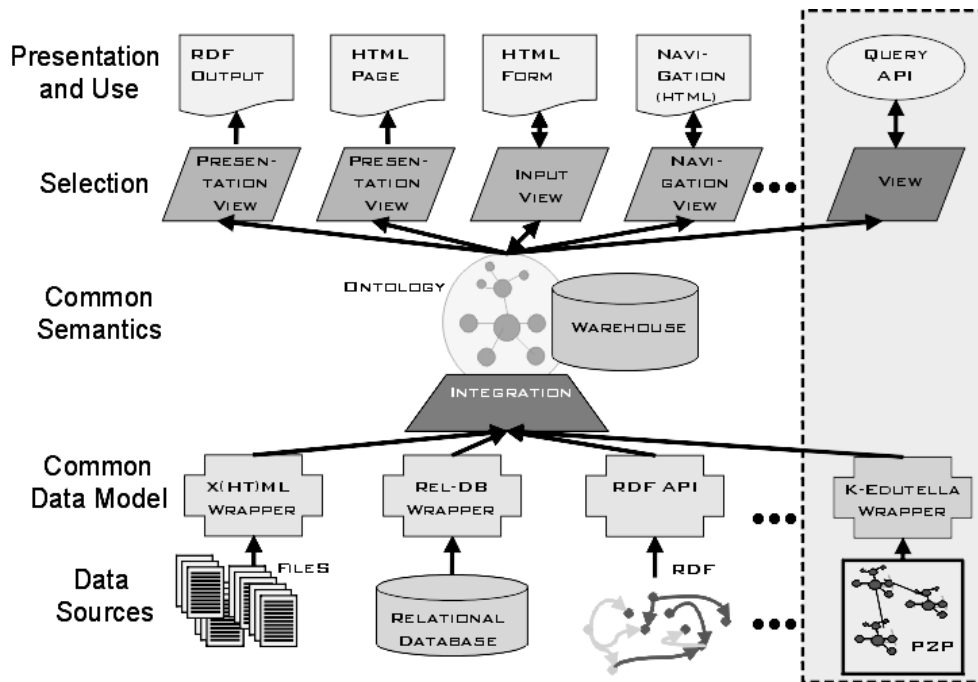 Presentation
and Use
RDF
OUTPUT
HTML
PAGE
HTML
FORM
NAVI-
GATION
(HTML)
QUERY
API
Selection
PRESEN-
TATION
VIEW
PRESEN-
TATION
VIEW
INPUT
VIEW
NAVI-
GATION
VIEW
VIEW
Common
Semantics
ONTOLOGY
WAREHOUSE
INTEGRATION
Common
Data Model
X(HT)ML
WRAPPER
REL-DB
WRAPPER
RDF API
K-EDUTELLA
WRAPPER
Data
Sources
FILES
RELATIONAL
DATABASE
RDF
P2P